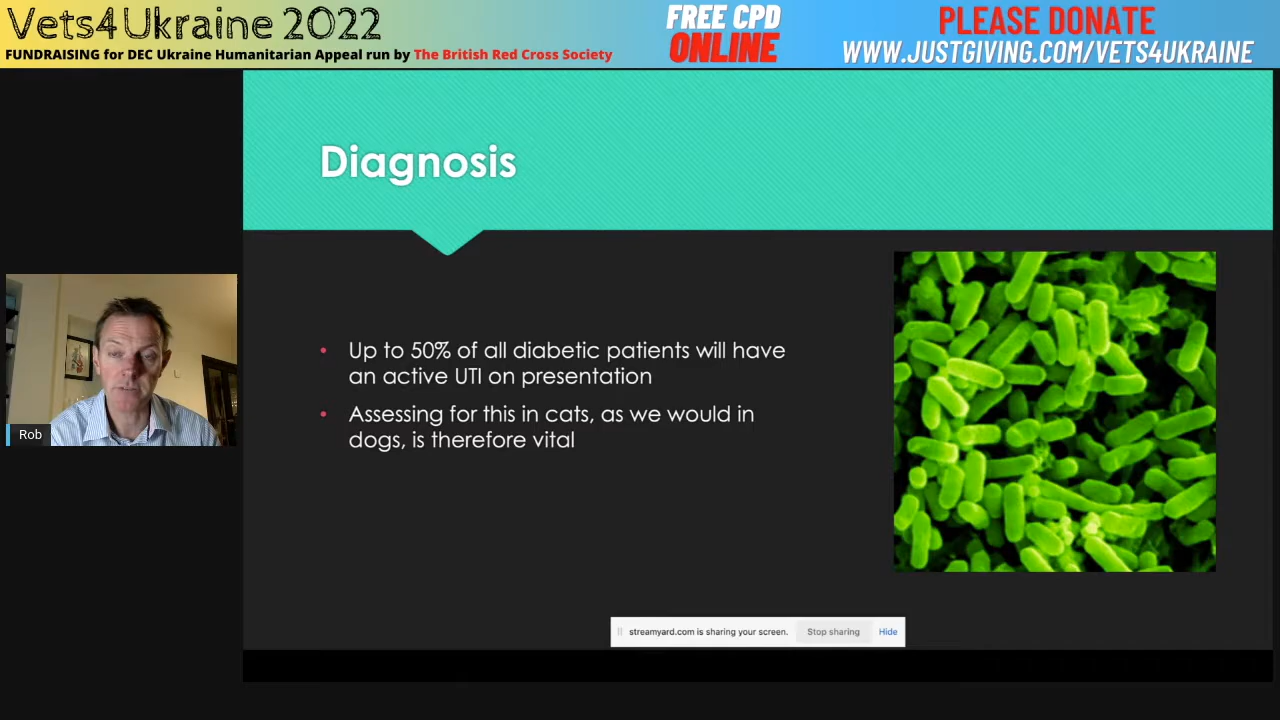 Vets4Ukraine 2022
FUNDRAISING for DEC Ukraine Humanitarian Appeal run by The British Red Cross Society
FREE CPD
ONLINE
PLEASE DONATE
WWW.JUSTGIVING.COM/VETS4UKRAINE
Diagnosis
• Up to 50% of all diabetic patients will have
an active UTI on presentation
• Assessing for this in cats, as we would in
dogs, is therefore vital
Rob
streamyard.com is sharing your screen. Stop sharing Hide